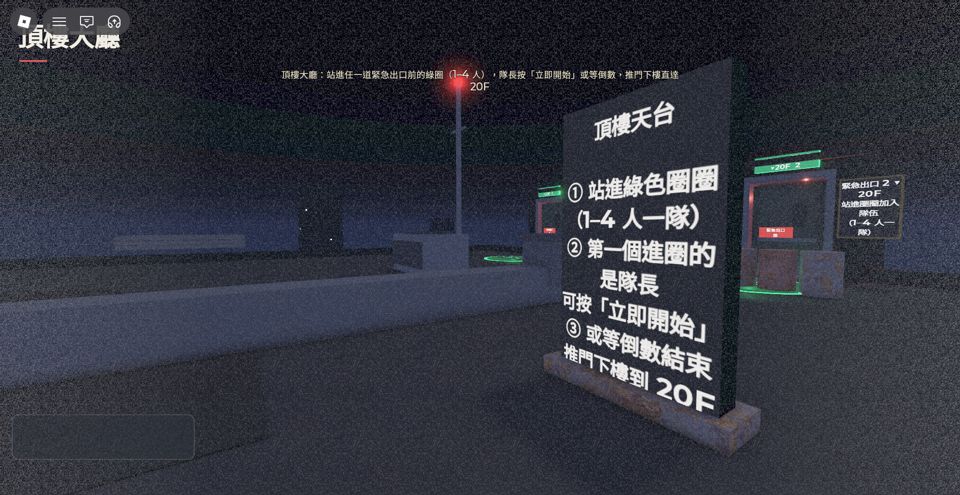 頂樓大廳
頂樓大廳：站進任一道緊急出口前的綠圈（1–4 人），隊長按「立即開始」或等倒數，推門下樓直達
20F
頂樓天台
① 站進綠色圈圈
（1–4 人一隊）
② 第一個進圈的
是隊長
可按「立即開始」
③ 或等倒數結束
推門下樓到 20F
緊急出口 2 ▼
20F
站進圈圈加入
隊伍
（1–4 人一
隊）